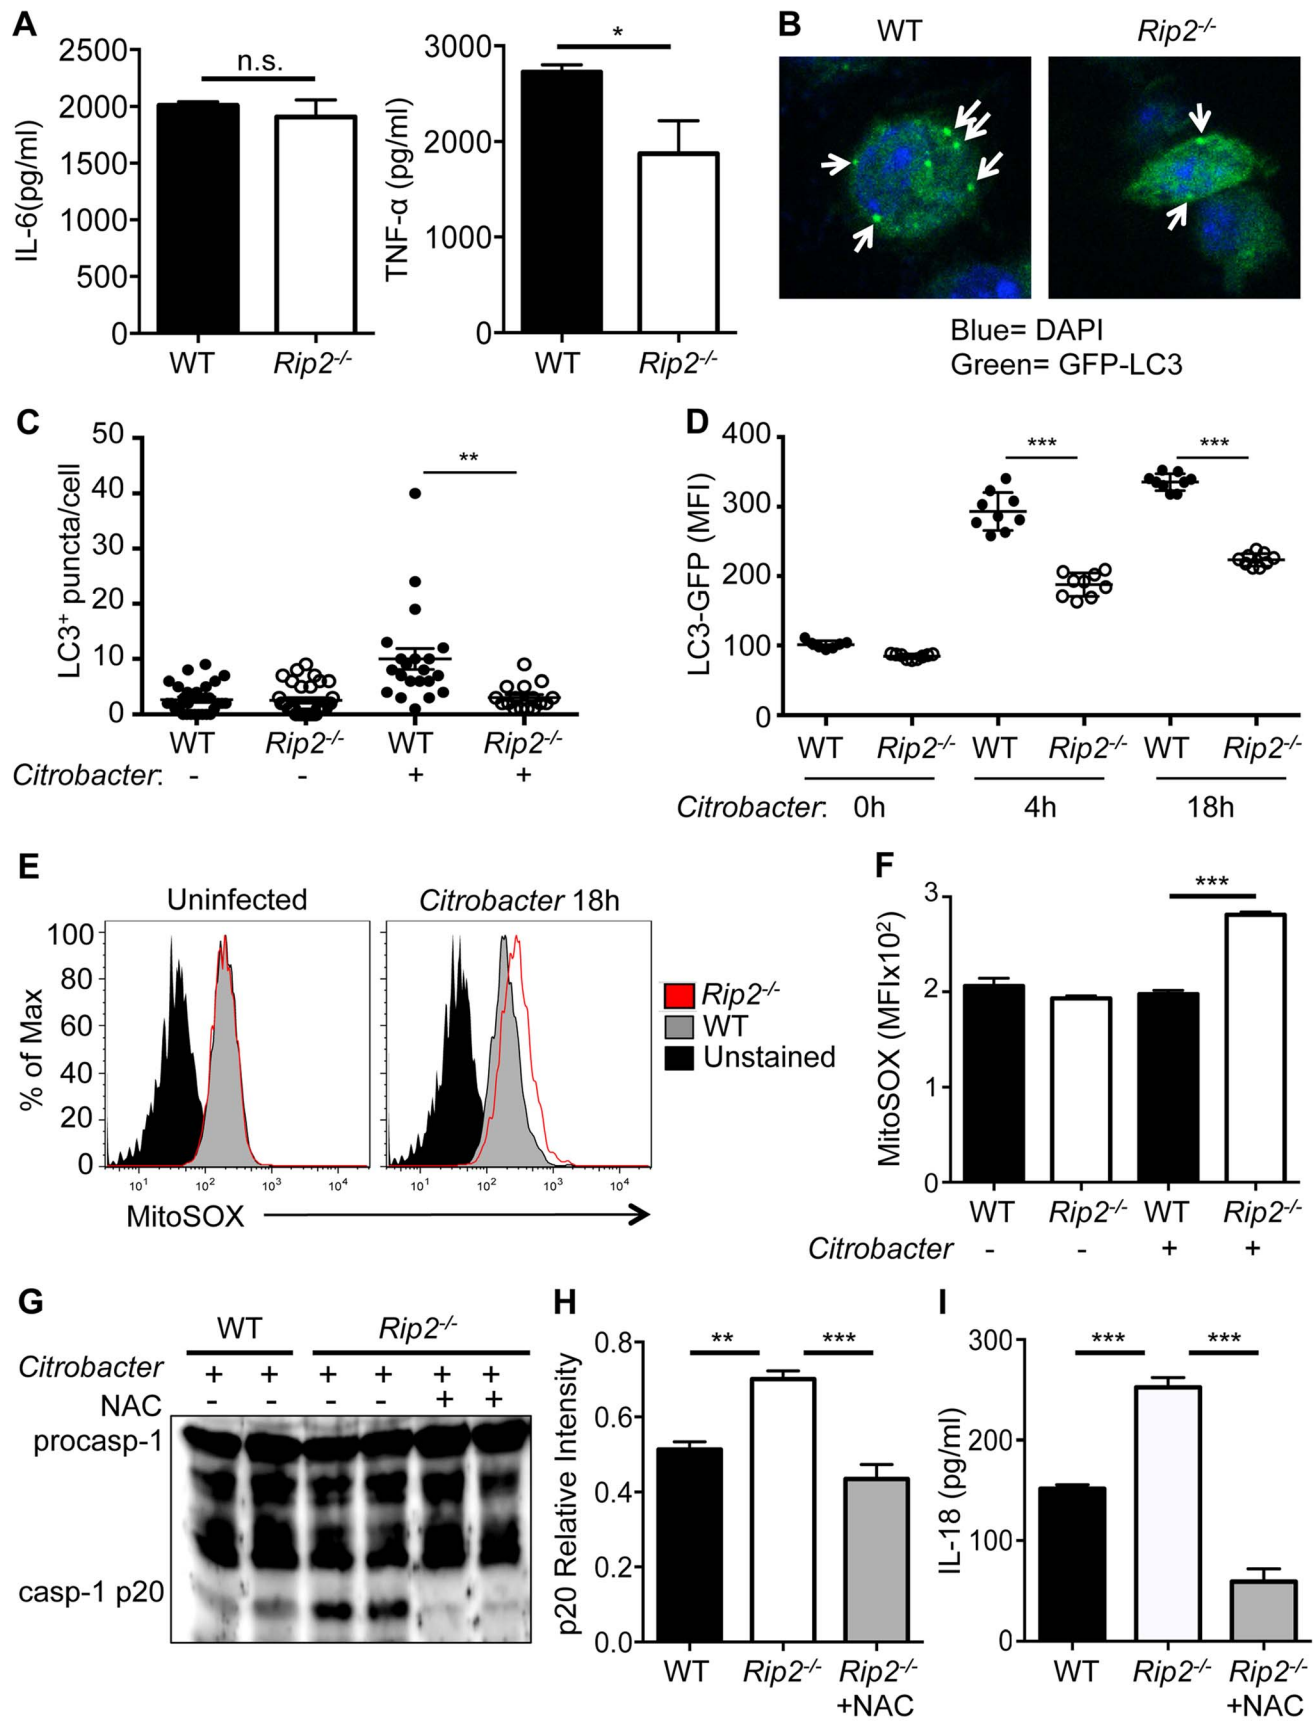 A
2500
2000
1500
1000
500
0
IL-6(pg/ml)
n.s.
WT
Rip2-/-
3000
2000
1000
0
TNF-α (pg/ml)
*
WT
Rip2-/-
B
WT
Rip2-/-
Blue= DAPI
Green= GFP-LC3
C
50
40
30
20
10
0
LC3+ puncta/cell
**
WT
Rip2-/-
WT
Rip2-/-
Citrobacter: - - + +
D
400
300
200
100
0
LC3-GFP (MFI)
***
***
WT Rip2-/- WT Rip2-/- WT Rip2-/-
Citrobacter: 0h 4h 18h
E
Uninfected
Citrobacter 18h
100
80
60
40
20
0
% of Max
10¹ 10² 10³ 10⁴
10¹ 10² 10³ 10⁴
MitoSOX
Rip2-/-
WT
Unstained
F
3
2
1
0
MitoSOX (MFIx10²)
***
WT Rip2-/- WT Rip2-/-
Citrobacter - - + +
G
WT Rip2-/-
Citrobacter + + + + + +
NAC - - - - + +
procasp-1
casp-1 p20
H
0.8
0.6
0.4
0.2
0.0
p20 Relative Intensity
** ***
WT Rip2-/- Rip2-/-
+NAC
I
300
200
100
0
IL-18 (pg/ml)
*** ***
WT Rip2-/- Rip2-/-
+NAC